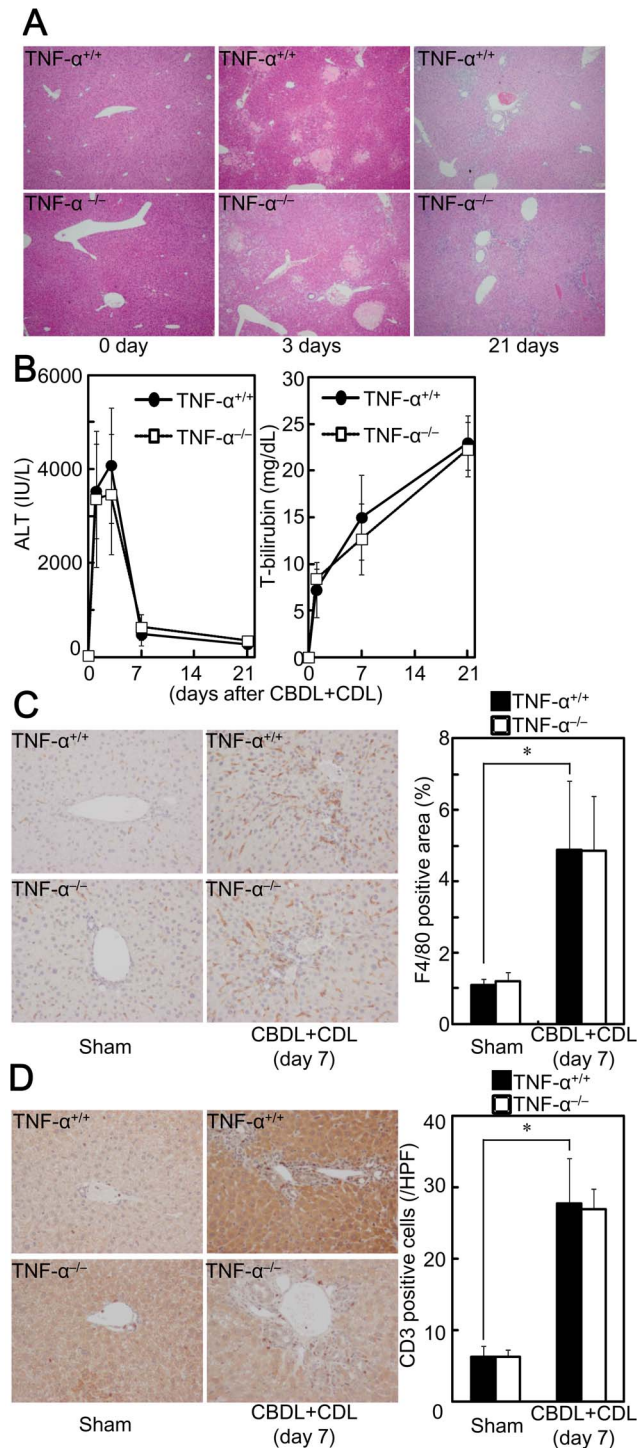 A
TNF-α+/+ TNF-α+/+ TNF-α+/+
TNF-α −/− TNF-α−/− TNF-α−/−
0 day 3 days 21 days
B
6000
4000
2000
0
ALT (IU/L)
TNF-α+/+
TNF-α−/−
0 7 14 21
30
25
20
15
10
5
0
T-bilirubin (mg/dL)
TNF-α+/+
TNF-α−/−
0 7 14 21
(days after CBDL+CDL)
C
TNF-α+/+ TNF-α+/+
TNF-α−/− TNF-α−/−
Sham CBDL+CDL
(day 7)
TNF-α+/+
TNF-α−/−
8
6
4
2
0
F4/80 positive area (%)
*
Sham CBDL+CDL
(day 7)
D
TNF-α+/+ TNF-α+/+
TNF-α−/− TNF-α−/−
Sham CBDL+CDL
(day 7)
TNF-α+/+
TNF-α−/−
40
30
20
10
0
CD3 positive cells (/HPF)
*
Sham CBDL+CDL
(day 7)